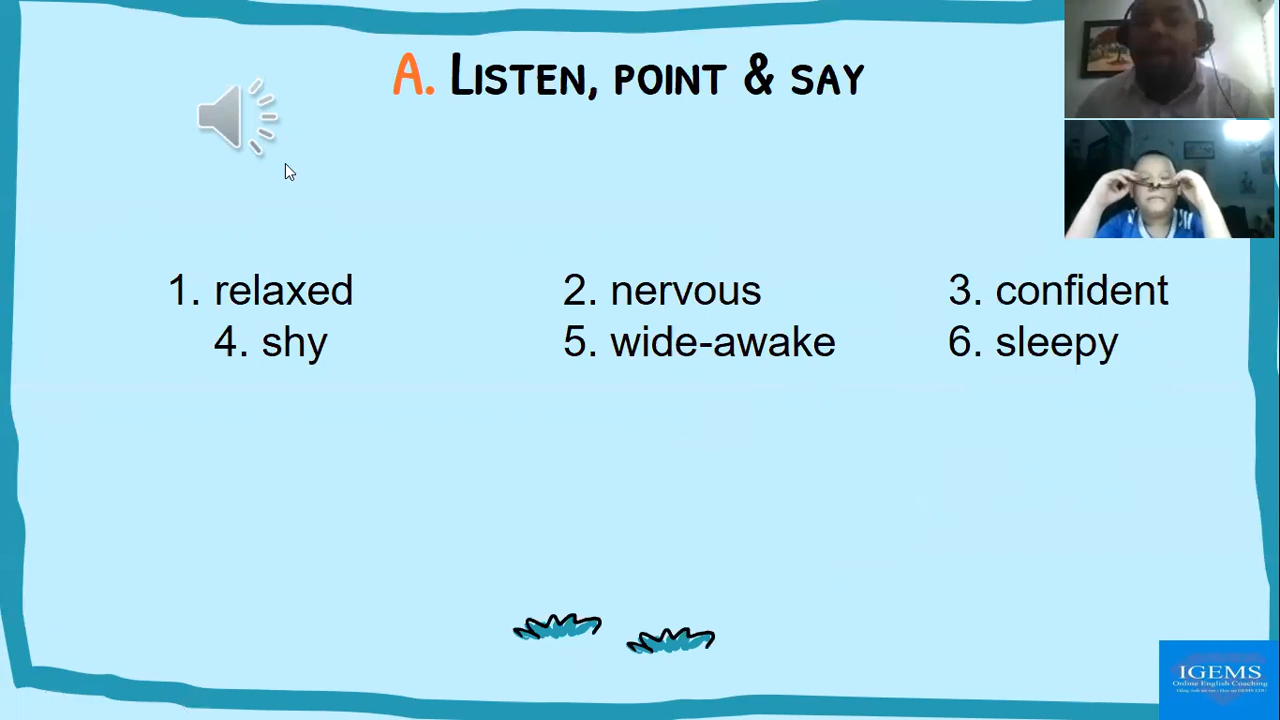 A. LISTEN, POINT & SAY
1. relaxed 2. nervous 3. confident
4. shy 5. wide-awake 6. sleepy
IGEMS
Online English Coaching